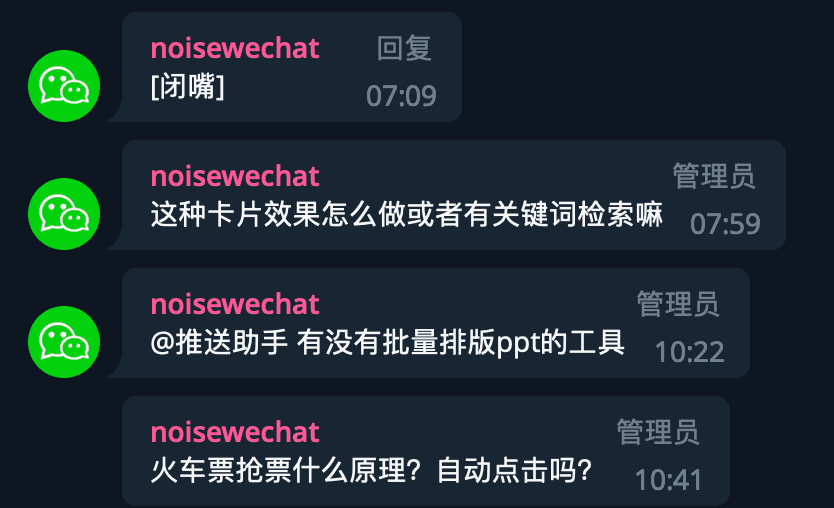 noisewechat 回复
[闭嘴] 07:09
noisewechat 管理员
这种卡片效果怎么做或者有关键词检索嘛 07:59
noisewechat 管理员
@推送助手 有没有批量排版ppt的工具 10:22
noisewechat 管理员
火车票抢票什么原理？自动点击吗？ 10:41